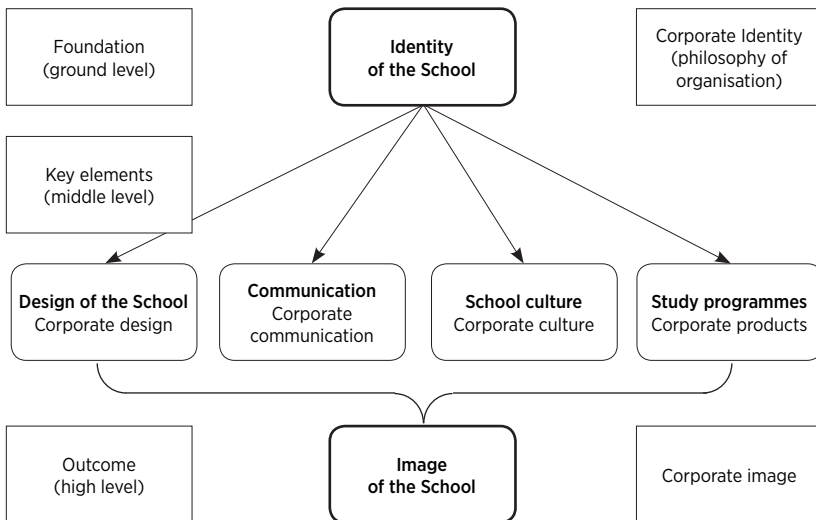 Foundation
(ground level)
Identity
of the School
Corporate Identity
(philosophy of
organisation)
Key elements
(middle level)
Design of the School
Corporate design
Communication
Corporate
communication
School culture
Corporate culture
Study programmes
Corporate products
Outcome
(high level)
Image
of the School
Corporate image